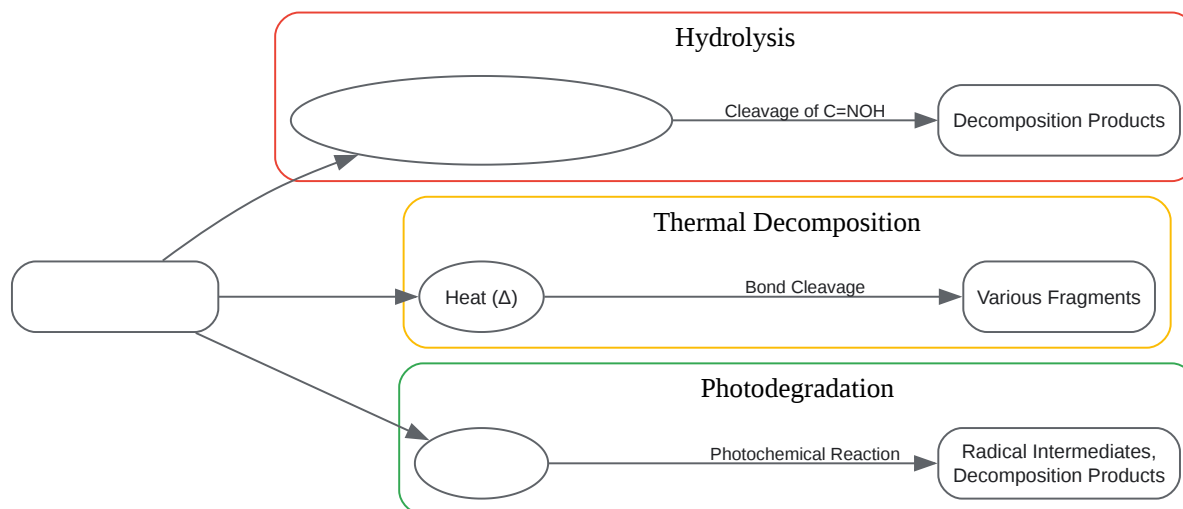 Hydrolysis
Cleavage of C=NOH
Decomposition Products
Thermal Decomposition
Heat (Δ)
Bond Cleavage
Various Fragments
Photodegradation
Photochemical Reaction
Radical Intermediates,
Decomposition Products